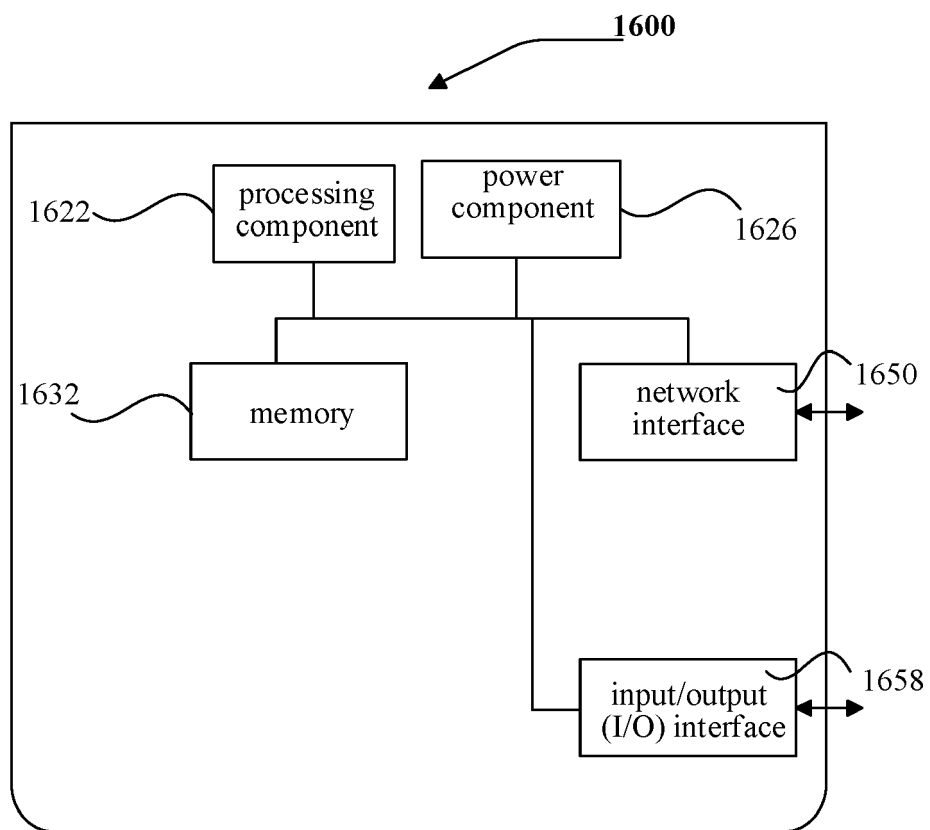 1600
processing
component
1622
power
component
1626
memory
1632
network
interface
1650
input/output
(I/O) interface
1658